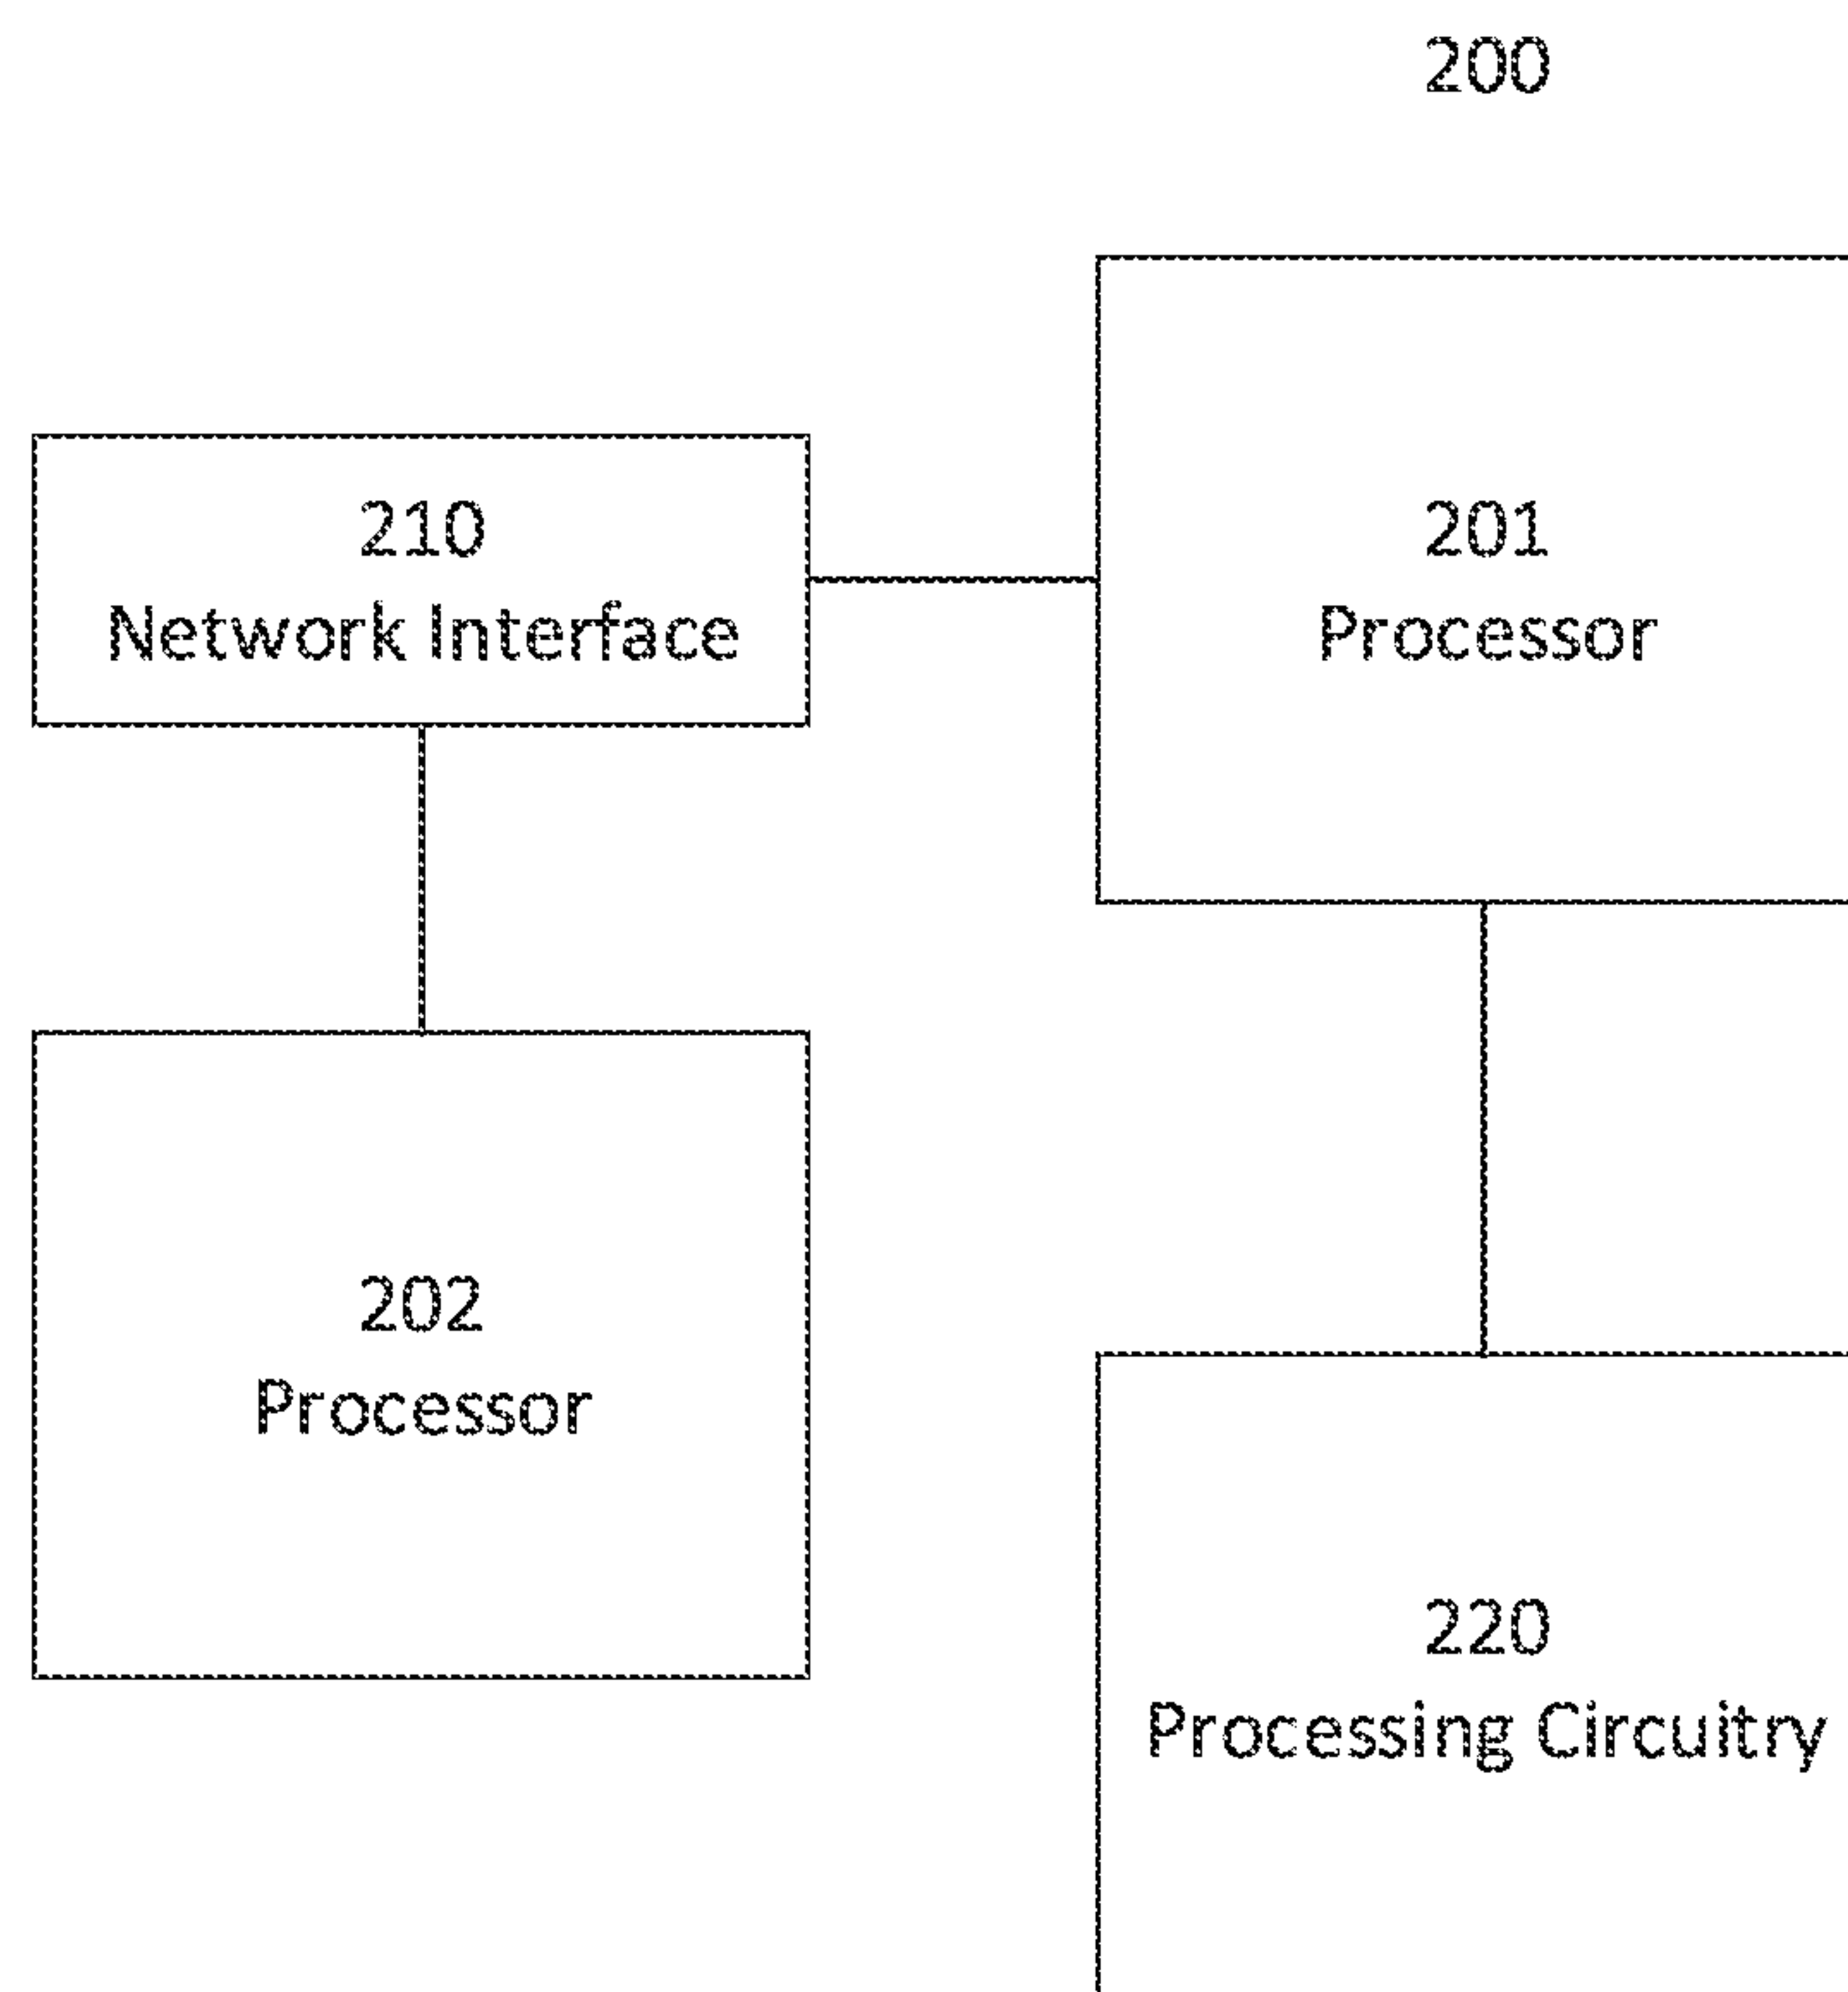 200
210
Network Interface
201
Processor
202
Processor
220
Processing Circuitry